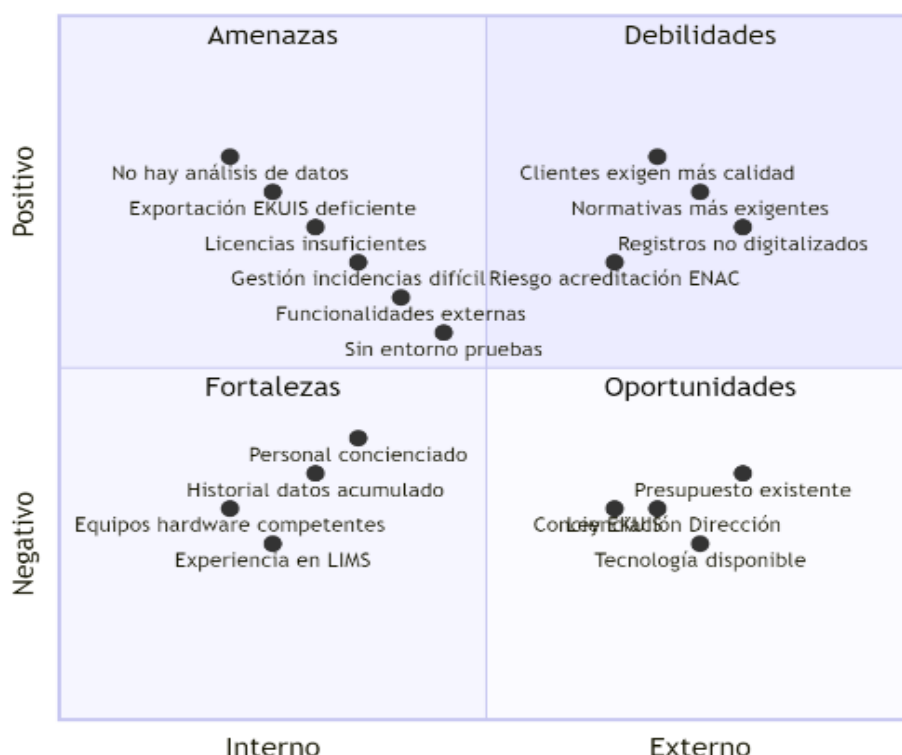 Amenazas
Debilidades
Positivo
No hay análisis de datos
Clientes exigen más calidad
Exportación EKUIS deficiente
Normativas más exigentes
Licencias insuficientes
Registros no digitalizados
Gestión incidencias difícil
Riesgo acreditación ENAC
Funcionalidades externas
Sin entorno pruebas
Fortalezas
Oportunidades
Personal concienciado
Historial datos acumulado
Presupuesto existente
Negativo
Equipos hardware competentes
Concienciación Dirección
Experiencia en LIMS
Tecnología disponible
Interno
Externo